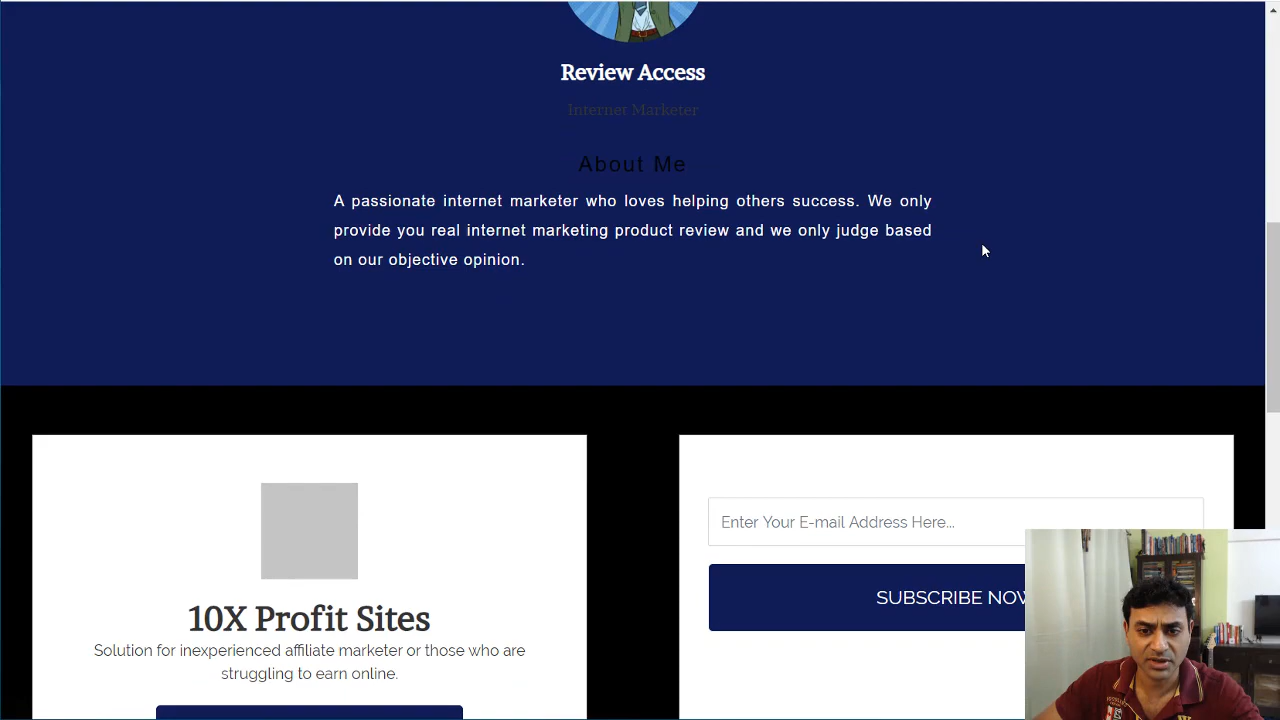 Review Access
Internet Marketer
About Me
A passionate internet marketer who loves helping others success. We only
provide you real internet marketing product review and we only judge based
on our objective opinion.
10X Profit Sites
Solution for inexperienced affiliate marketer or those who are
struggling to earn online.
Enter Your E-mail Address Here...
SUBSCRIBE NOW